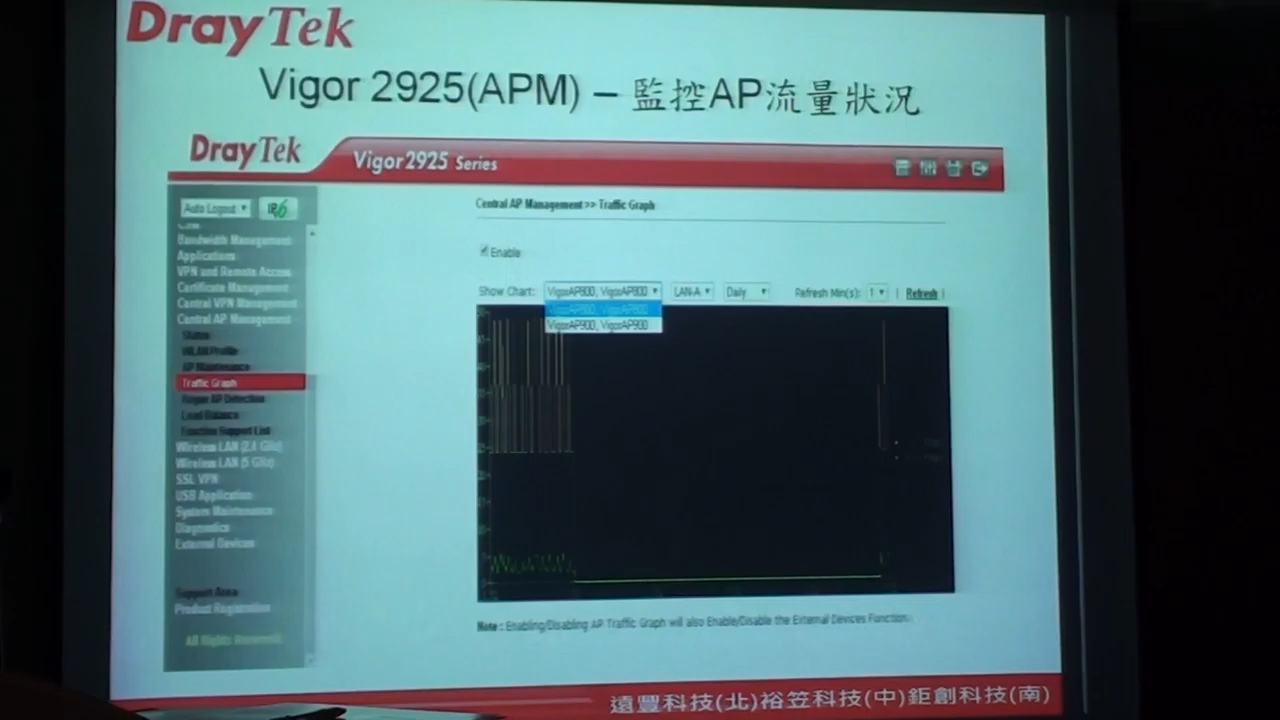 DrayTek
Vigor 2925(APM) – 監控AP流量狀況
DrayTek
Vigor2925 Series
Auto Logout
IPv6
Central AP Management >> Traffic Graph
Bandwidth Management
Applications
VPN and Remote Access
Certificate Management
Central VPN Management
Central AP Management
Status
WLAN Profile
AP Maintenance
Traffic Graph
Rogue AP Detection
Load Balance
Function Support List
Wireless LAN (2.4 GHz)
Wireless LAN (5 GHz)
SSL VPN
USB Application
System Maintenance
Diagnostics
External Devices
Support Area
Product Registration
All Rights Reserved.
Enable
Show Chart: VigorAP800, VigorAP800 LAN-A Daily Refresh Min(s): 1 | Refresh |
VigorAP800, VigorAP800
VigorAP900, VigorAP900
Note : Enabling/Disabling AP Traffic Graph will also Enable/Disable the External Devices Function.
遠豐科技(北)裕笠科技(中)鉅創科技(南)